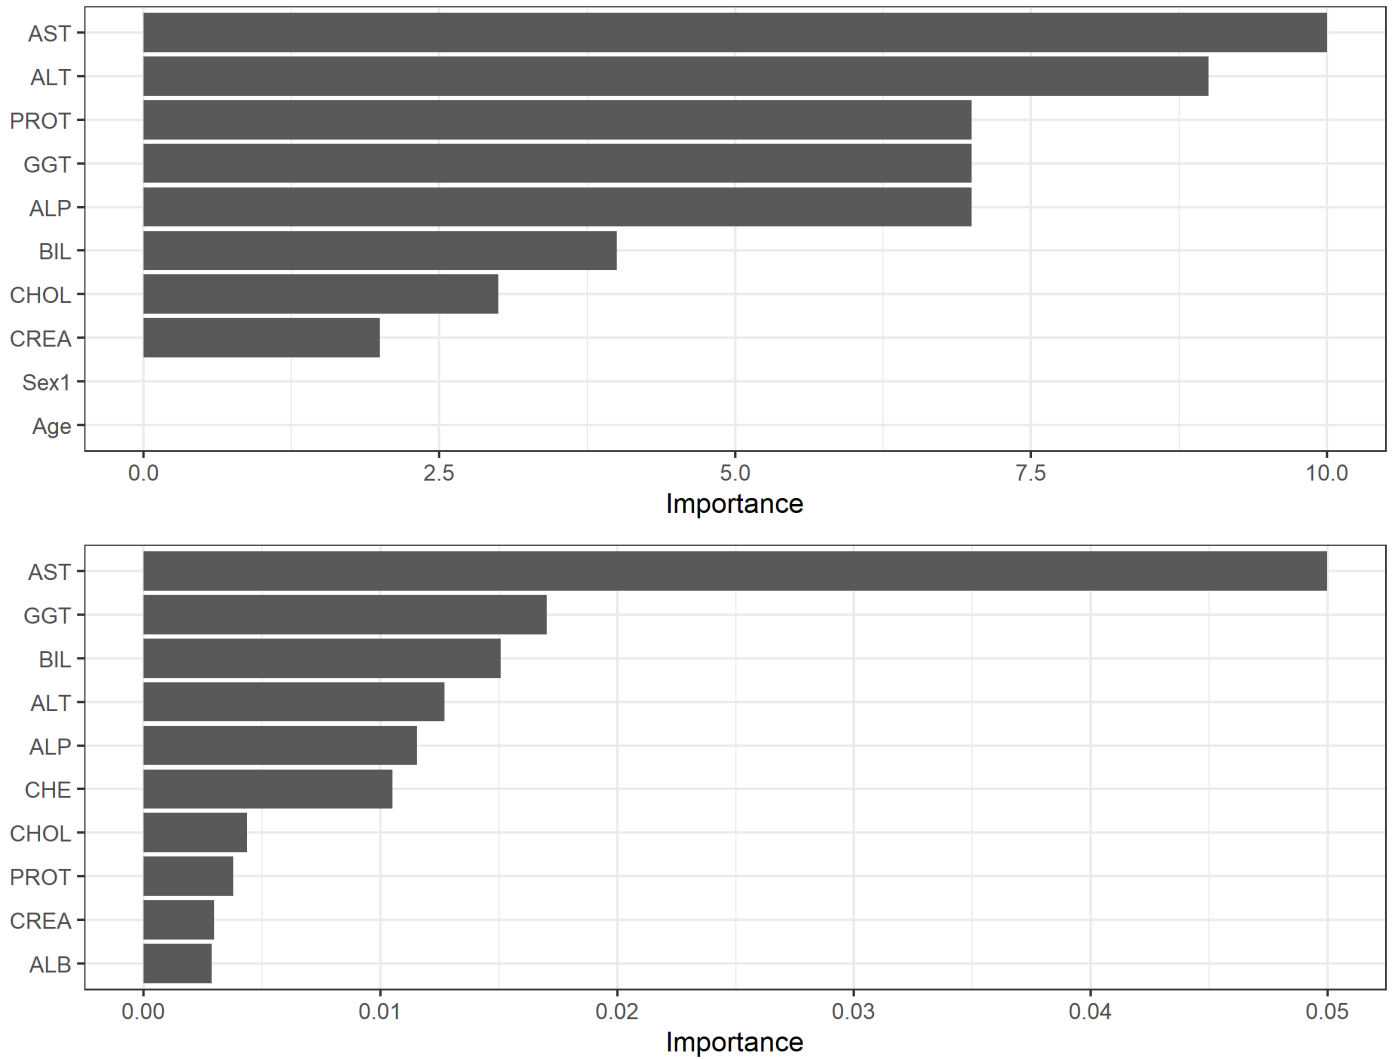 AST
ALT
PROT
GGT
ALP
BIL
CHOL
CREA
Sex1
Age
0.0 2.5 5.0 7.5 10.0
Importance
AST
GGT
BIL
ALT
ALP
CHE
CHOL
PROT
CREA
ALB
0.00 0.01 0.02 0.03 0.04 0.05
Importance